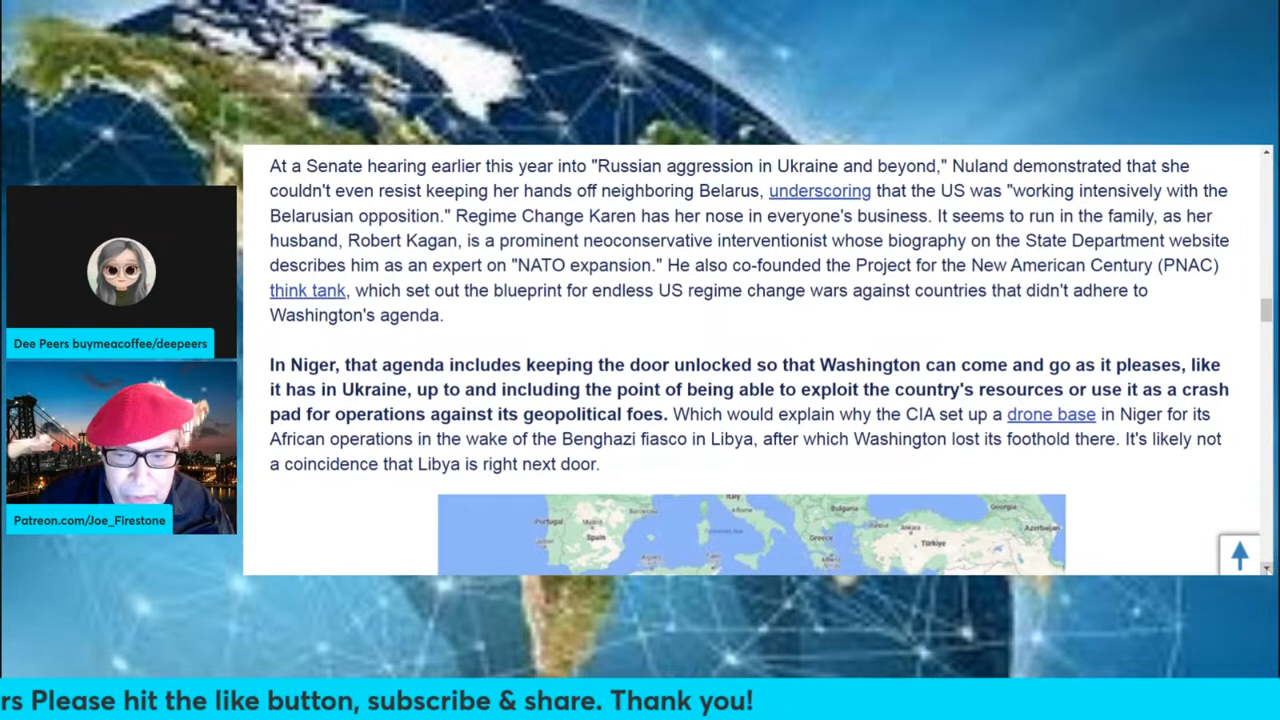 At a Senate hearing earlier this year into "Russian aggression in Ukraine and beyond," Nuland demonstrated that she
couldn't even resist keeping her hands off neighboring Belarus, underscoring that the US was "working intensively with the
Belarusian opposition." Regime Change Karen has her nose in everyone's business. It seems to run in the family, as her
husband, Robert Kagan, is a prominent neoconservative interventionist whose biography on the State Department website
describes him as an expert on "NATO expansion." He also co-founded the Project for the New American Century (PNAC)
think tank, which set out the blueprint for endless US regime change wars against countries that didn't adhere to
Washington's agenda.
In Niger, that agenda includes keeping the door unlocked so that Washington can come and go as it pleases, like
it has in Ukraine, up to and including the point of being able to exploit the country's resources or use it as a crash
pad for operations against its geopolitical foes. Which would explain why the CIA set up a drone base in Niger for its
African operations in the wake of the Benghazi fiasco in Libya, after which Washington lost its foothold there. It's likely not
a coincidence that Libya is right next door.
Italy
Portugal
Spain
Barcelona
Bulgaria
Greece
Ankara
Türkiye
Georgia
Azerbaijan
Dee Peers buymeacoffee/deepeers
Patreon.com/Joe_Firestone
rs Please hit the like button, subscribe & share. Thank you!